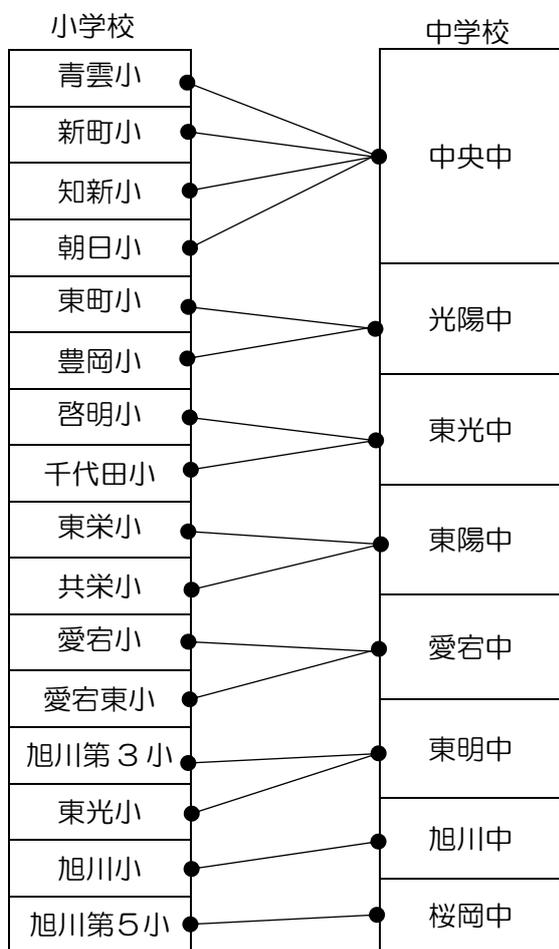 小学校
青雲小
新町小
知新小
朝日小
東町小
豊岡小
啓明小
千代田小
東栄小
共栄小
愛宕小
愛宕東小
旭川第３小
東光小
旭川小
旭川第５小
中学校
中央中
光陽中
東光中
東陽中
愛宕中
東明中
旭川中
桜岡中